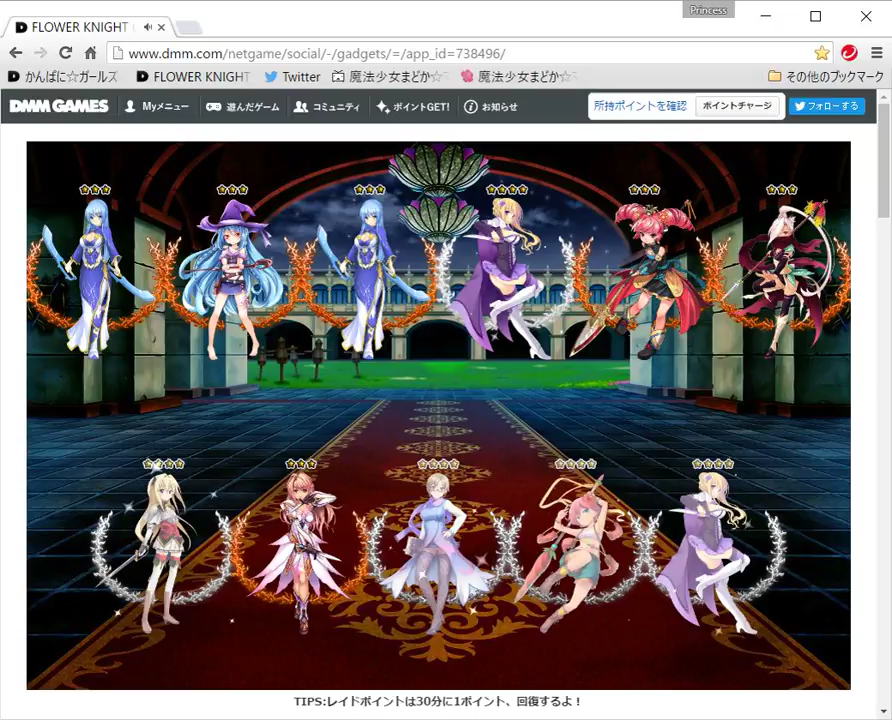 Princess
FLOWER KNIGHT (
www.dmm.com/netgame/social/-/gadgets/=/app_id=738496/
かんぱに☆ガールズ FLOWER KNIGHT Twitter 魔法少女まどか☆マ 魔法少女まどか☆マ その他のブックマーク
DMM GAMES Myメニュー 遊んだゲーム コミュニティ ポイントGET! お知らせ 所持ポイントを確認 ポイントチャージ フォローする
TIPS:レイドポイントは30分に1ポイント、回復するよ！